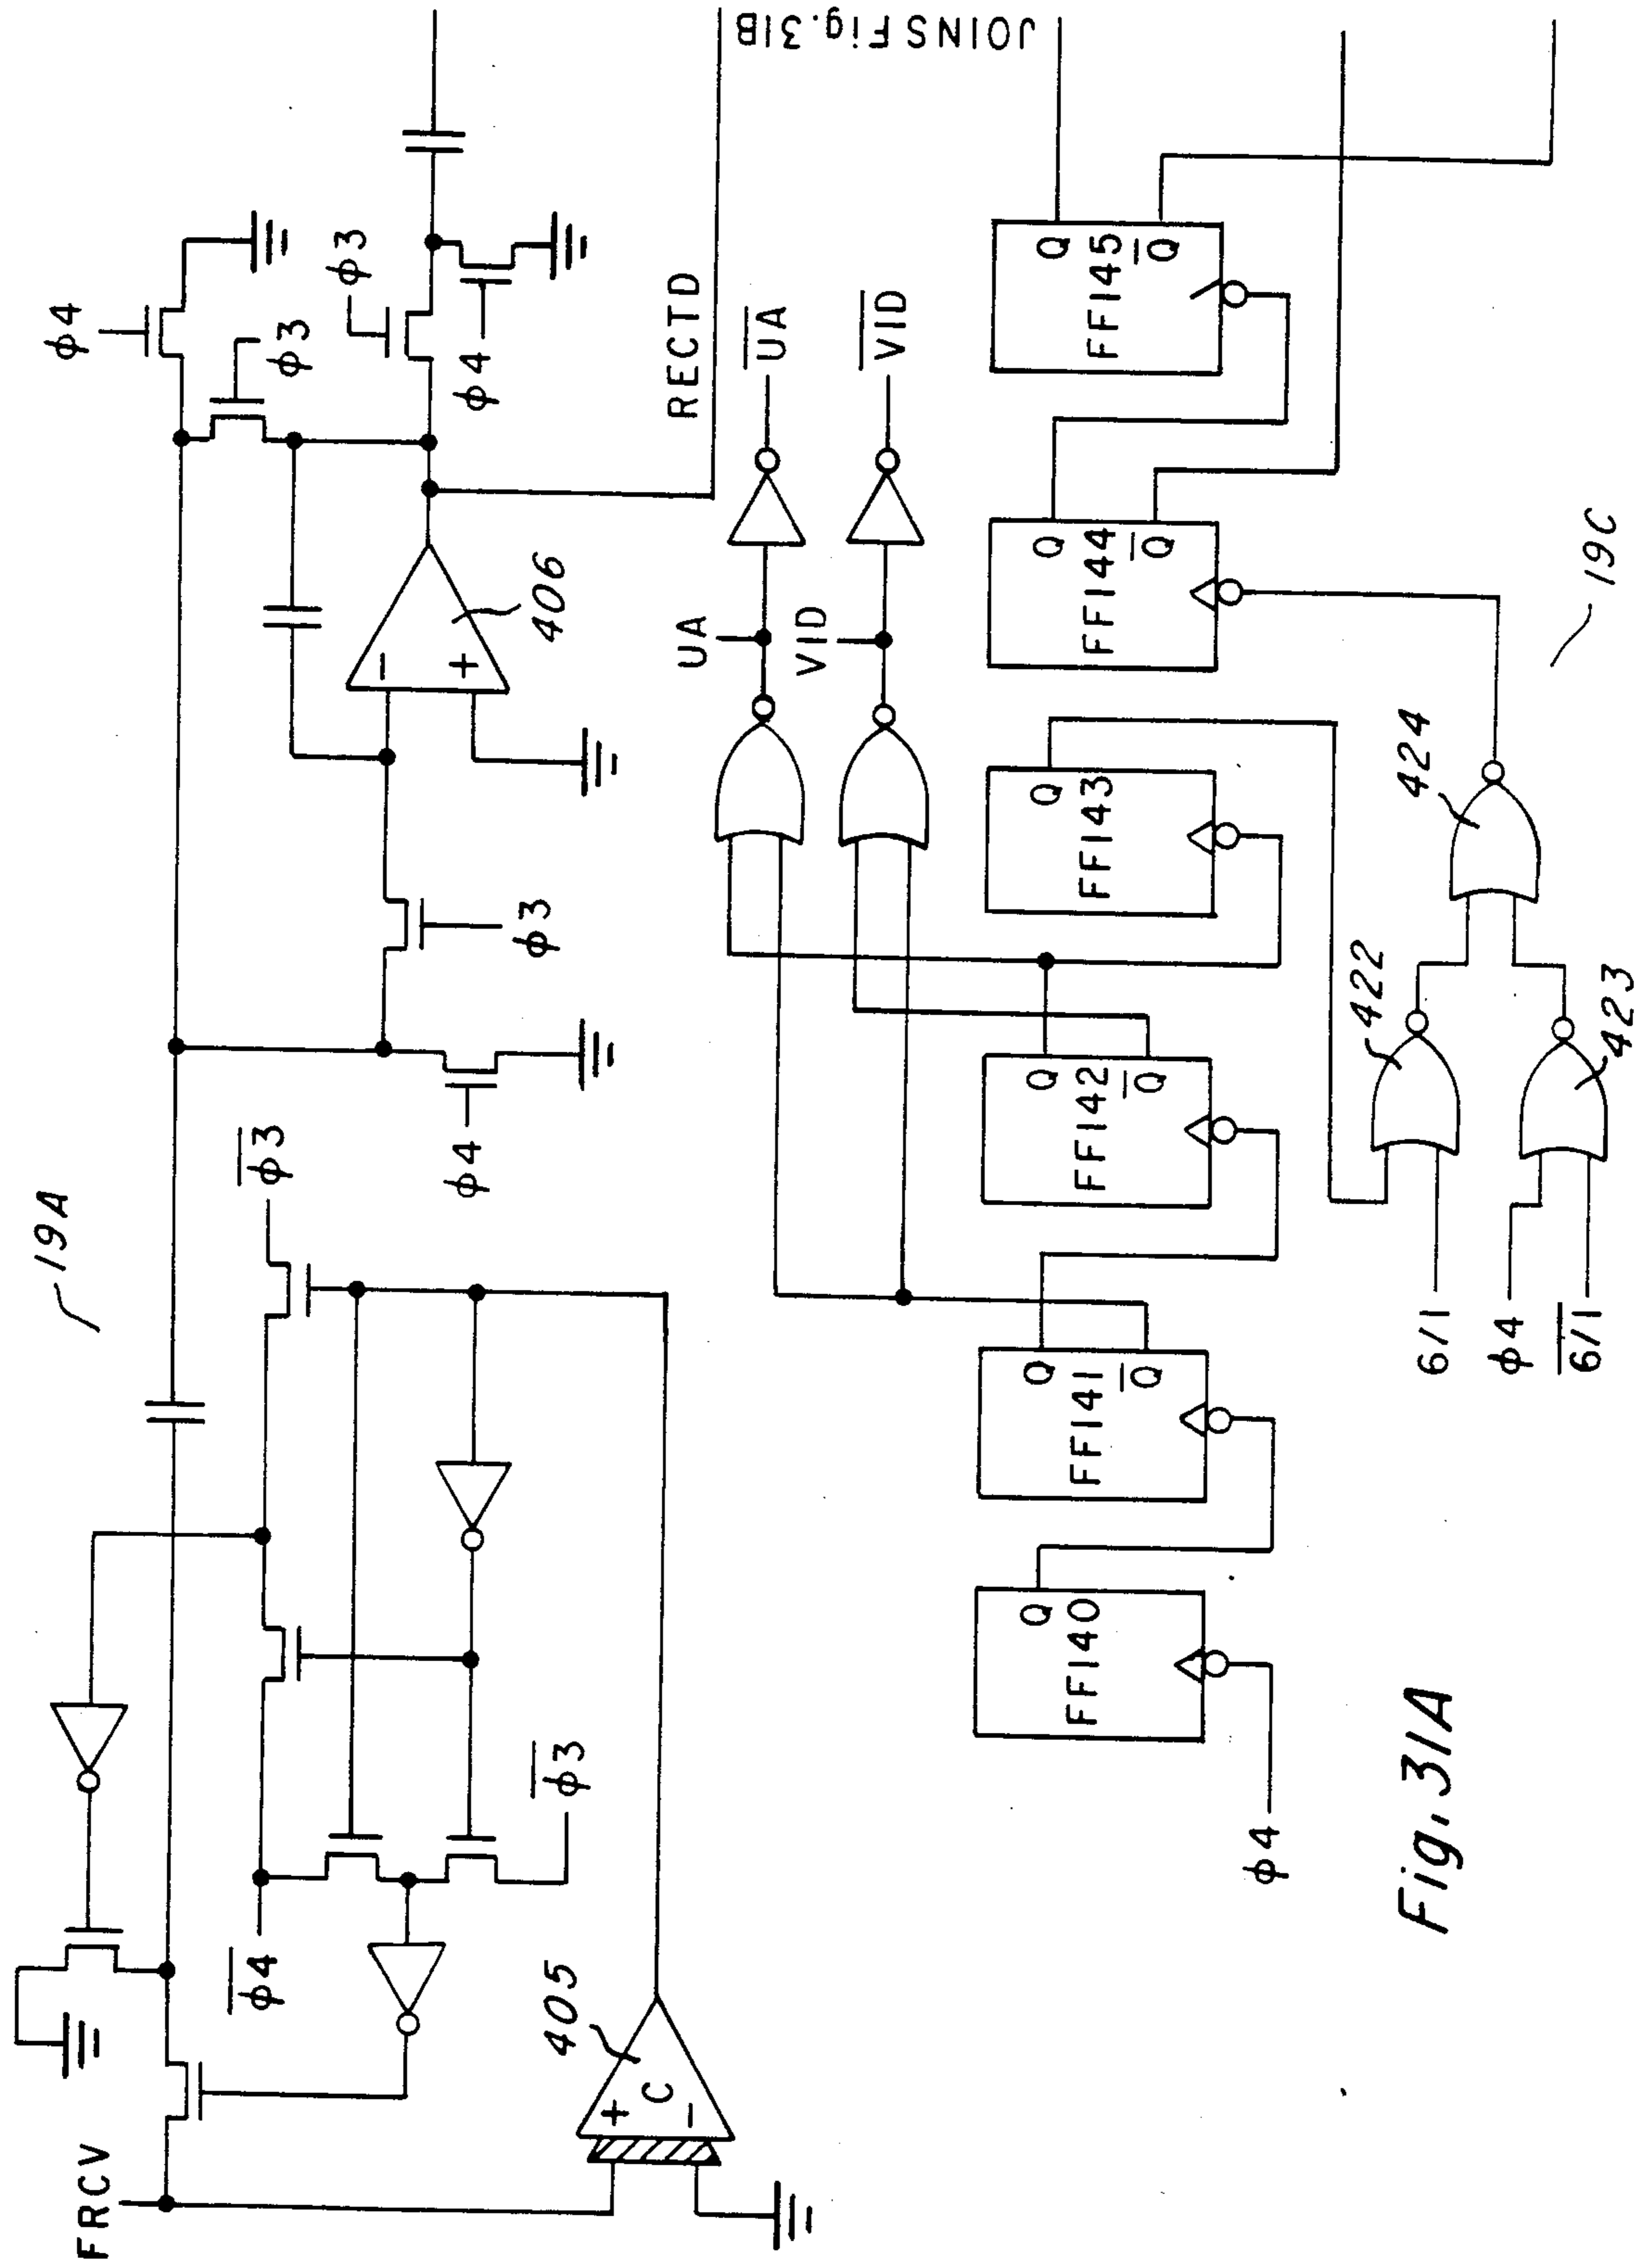 JOINS Fig. 31B
19A
φ4
φ3
φ3
φ4
φ3
φ4
φ3
φ4
φ3
FRCV
405
C
+
-
-
+
406
RECTD
UA
UA
VID
VID
φ4
Q
FF140
Q
FF141
Q
Q
FF142
Q
Q
FF143
Q
FF144
Q
Q
FF145
Q
6/1
φ4
6/1
422
423
424
19C
Fig. 31A